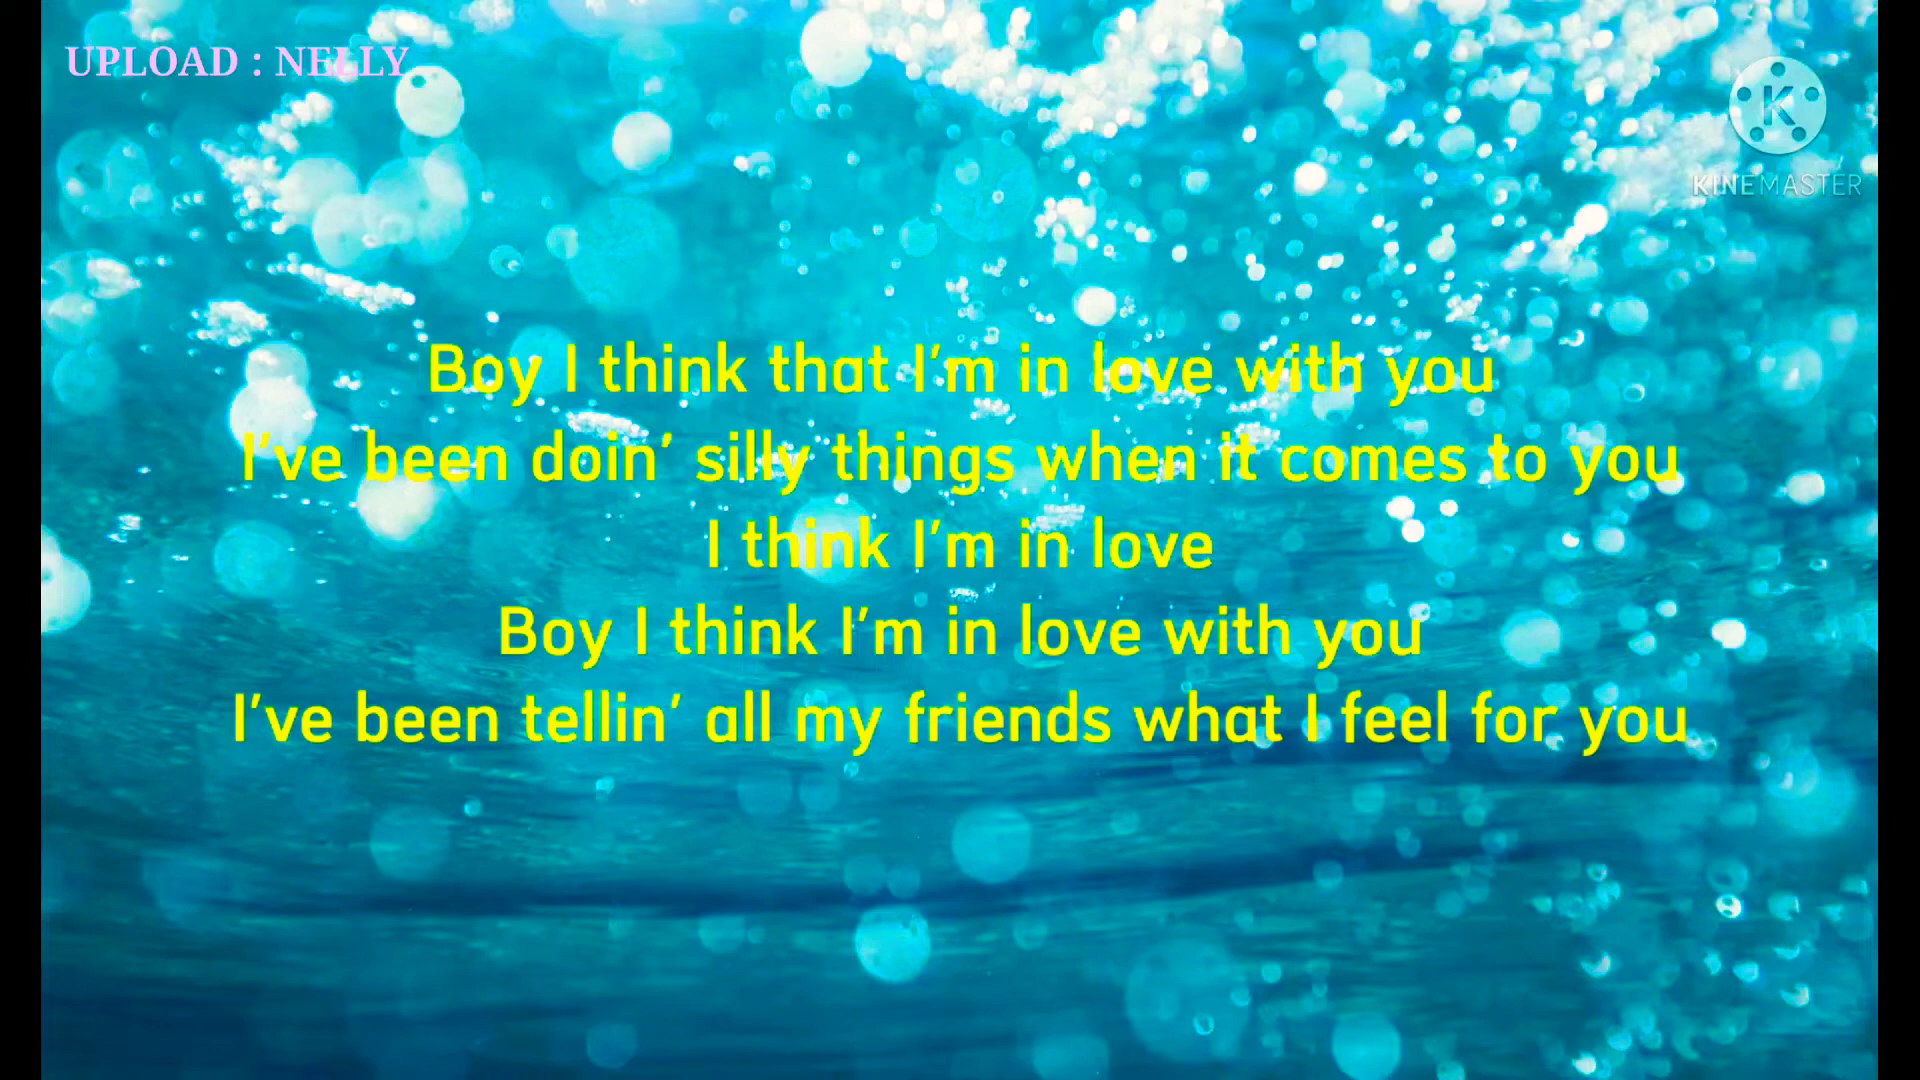 UPLOAD : NELLY
KINEMASTER
Boy I think that I'm in love with you
I've been doin' silly things when it comes to you
I think I'm in love
Boy I think I'm in love with you
I've been tellin' all my friends what I feel for you